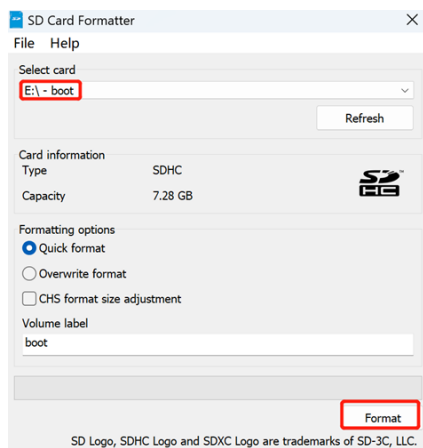 SD Card Formatter
File Help
Select card
E:\ - boot
Refresh
Card information
Type SDHC
Capacity 7.28 GB
SD™
HC
Formatting options
Quick format
Overwrite format
CHS format size adjustment
Volume label
boot
Format
SD Logo, SDHC Logo and SDXC Logo are trademarks of SD-3C, LLC.